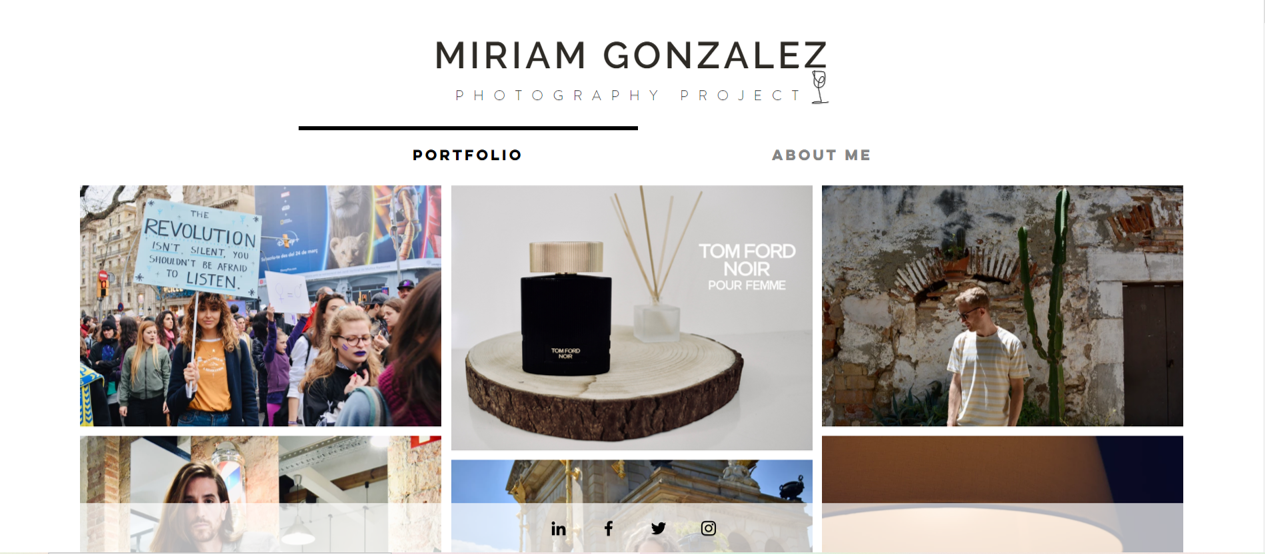 MIRIAM GONZALEZ
PHOTOGRAPHY PROJECT
PORTFOLIO
ABOUT ME
THE
REVOLUTION
ISN'T SILENT, YOU
SHOULDN'T BE AFRAID
TO LISTEN.
TOM FORD
NOIR
POUR FEMME
TOM FORD
NOIR